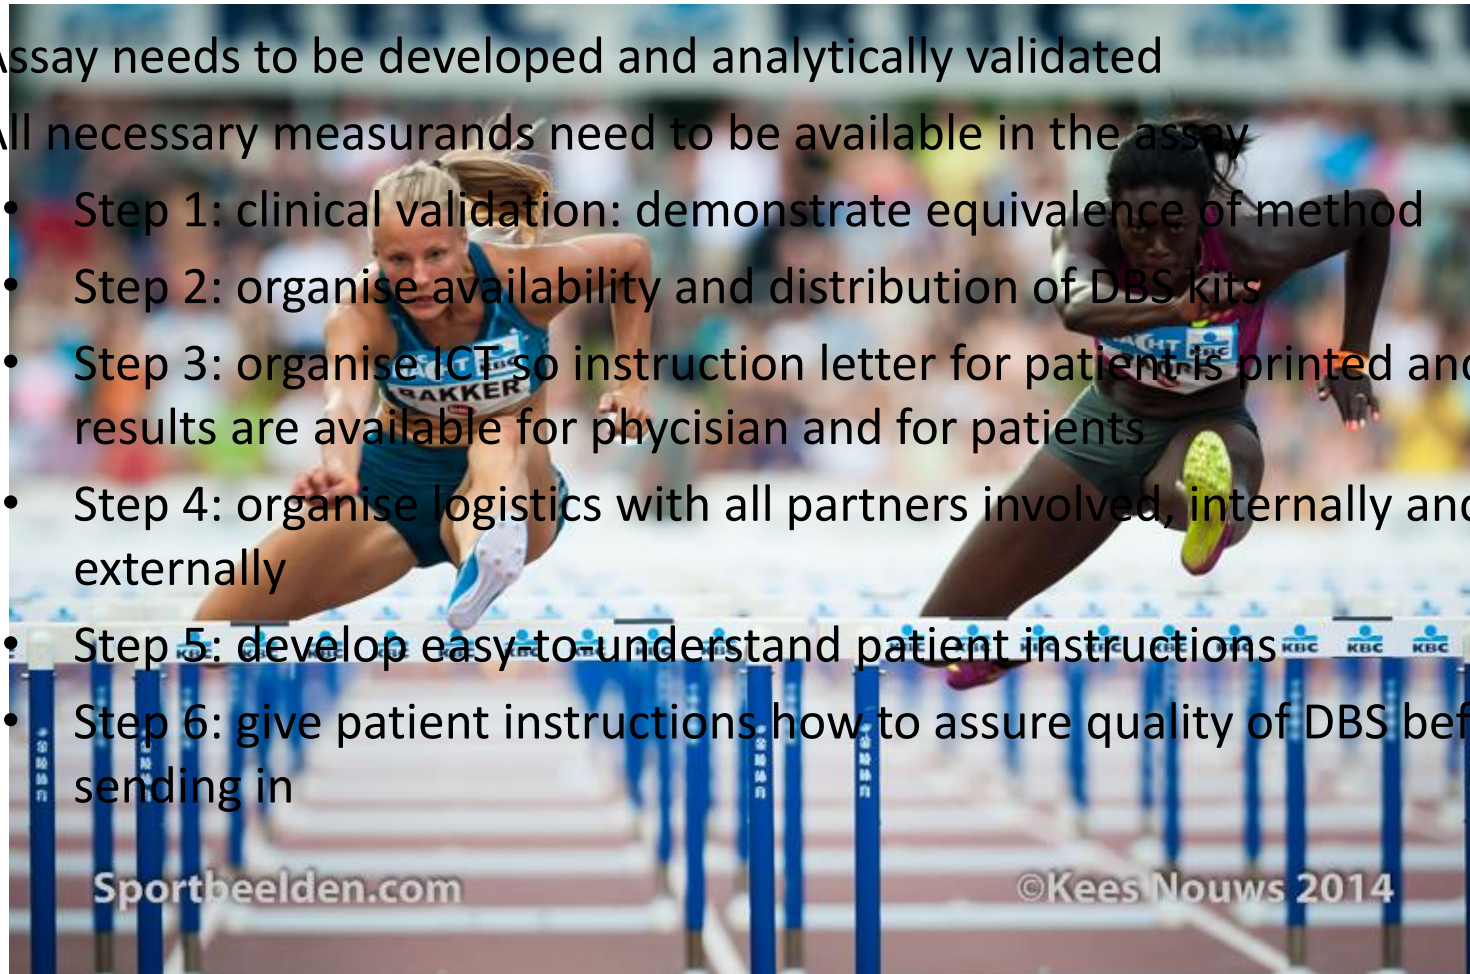 Assay needs to be developed and analytically validated
All necessary measurands need to be available in the assay
• Step 1: clinical validation: demonstrate equivalence of method
• Step 2: organise availability and distribution of DBS kits
• Step 3: organise ICT so instruction letter for patient is printed and
results are available for phycisian and for patients
• Step 4: organise logistics with all partners involved, internally and
externally
• Step 5: develop easy-to-understand patient instructions
• Step 6: give patient instructions how to assure quality of DBS bef
sending in
BAKKER
KBC KBC KBC
Sportbeelden.com
©Kees Nouws 2014